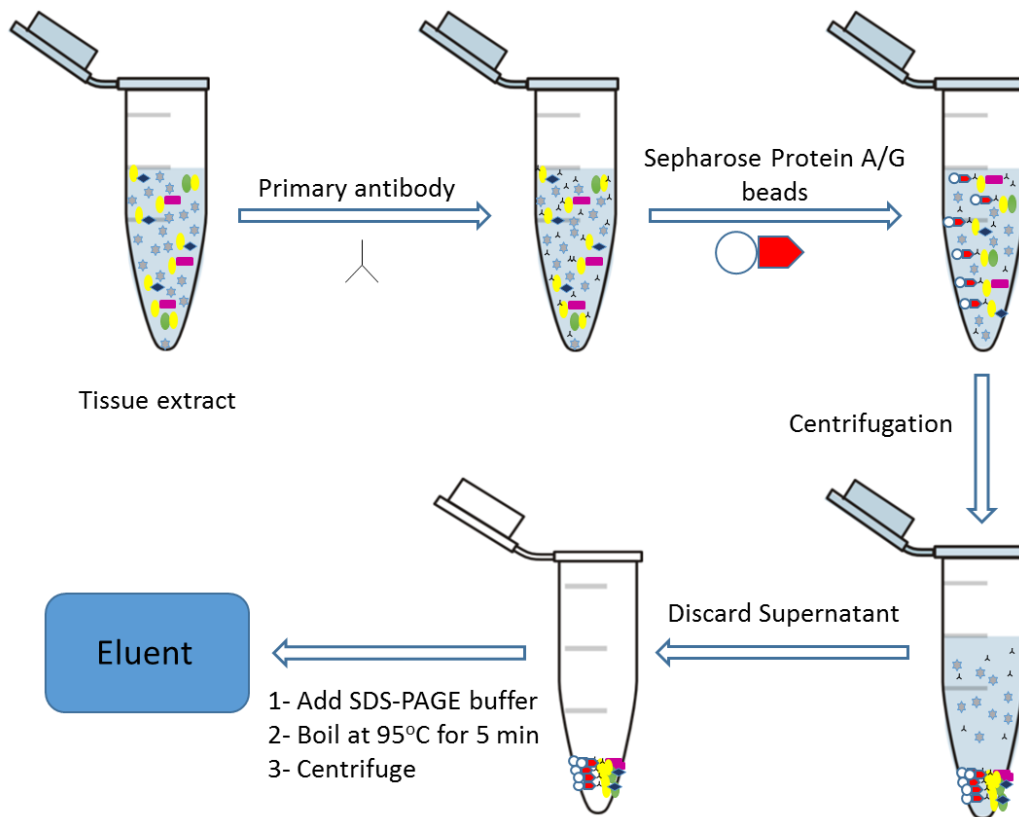 Primary antibody
Sepharose Protein A/G
beads
Tissue extract
Centrifugation
Discard Supernatant
Eluent
1- Add SDS-PAGE buffer
2- Boil at 95°C for 5 min
3- Centrifuge